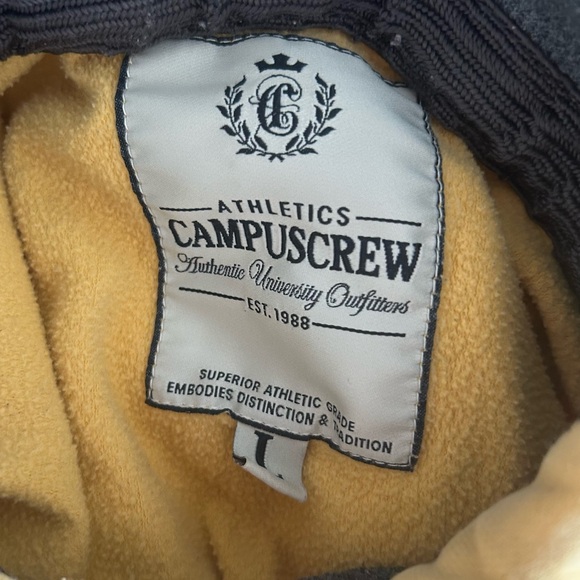 ATHLETICS
CAMPUSCREW
Authentic University Outfitters
EST. 1988
SUPERIOR ATHLETIC GRADE
EMBODIES DISTINCTION & TRADITION
L